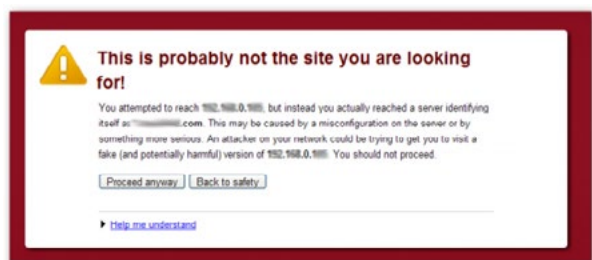 This is probably not the site you are looking
for!
You attempted to reach but instead you actually reached a server identifying
itself as .com. This may be caused by a misconfiguration on the server or by
something more serious. An attacker on your network could be trying to get you to visit a
fake (and potentially harmful) version of You should not proceed.
Proceed anyway Back to safety
Help me understand